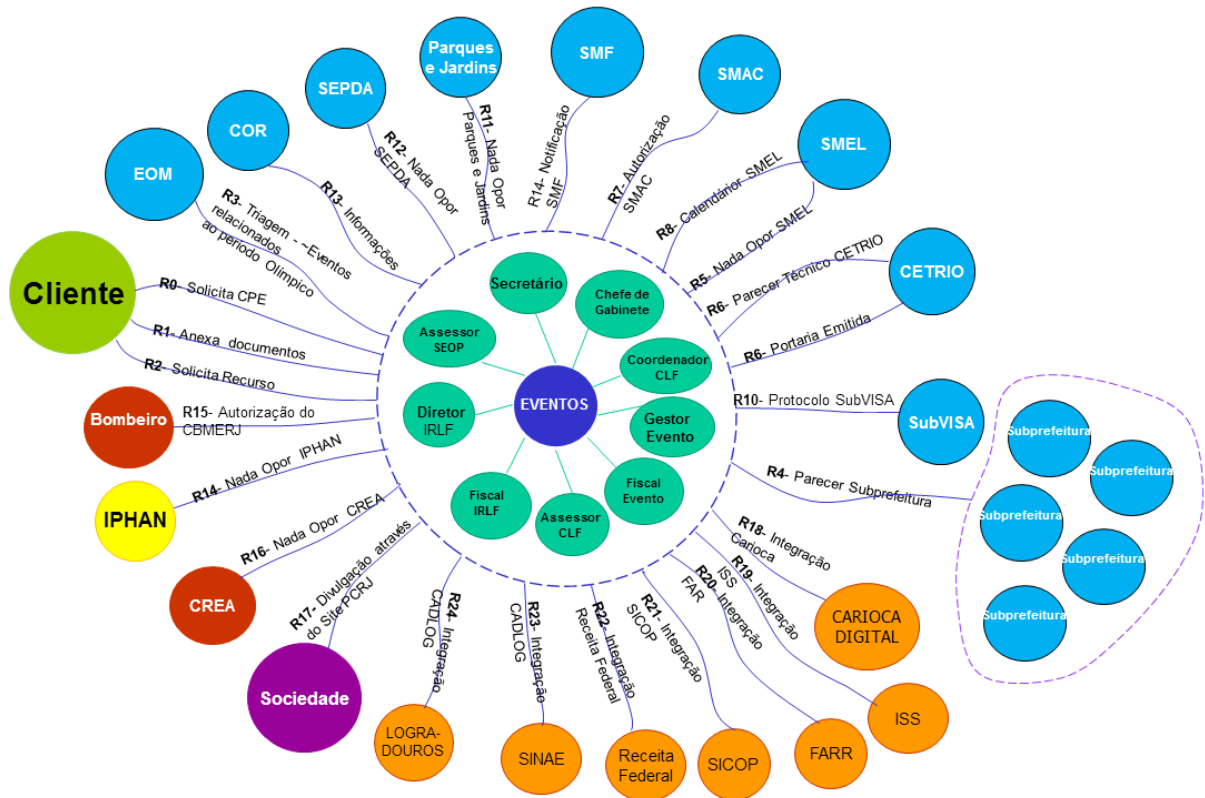 Parques
e Jardins
SMF
SMAC
SEPDA
COR
EOM
SMEL
CETRIO
SubVISA
Cliente
Bombeiro
IPHAN
CREA
Sociedade
R11- Nada Opor
Parques e Jardins
R14- Notificação
SMF
R7- Autorização
SMAC
R12- Nada Opor
SEPDA
R13- Informações
R3- Triagem - ~Eventos
relacionados
ao período Olímpico
R8- Calendárior SMEL
R5- Nada Opor SMEL
R6- Parecer Técnico CETRIO
R6- Portaria Emitida
R0- Solicita CPE
R1- Anexa documentos
R2- Solicita Recurso
R15- Autorização do
CBMERJ
R14- Nada Opor IPHAN
R16- Nada Opor CREA
R17- Divulgação através
do Site PCRJ
R10- Protocolo SubVISA
R4- Parecer Subprefeitura
Secretário
Chefe de
Gabinete
Assessor
SEOP
Coordenador
CLF
EVENTOS
Diretor
IRLF
Gestor
Evento
Fiscal
IRLF
Assessor
CLF
Fiscal
Evento
Subprefeitura
Subprefeitura
Subprefeitura
Subprefeitura
Subprefeitura
R18- Integração
Carioca
R19- Integração
ISS
R20- Integração
FAR
R21- Integração
SICOP
R22- Integração
Receita Federal
R23- Integração
CADLOG
R24- Integração
CADLOG
CARIOCA
DIGITAL
ISS
FARR
SICOP
Receita
Federal
SINAE
LOGRA-
DOUROS